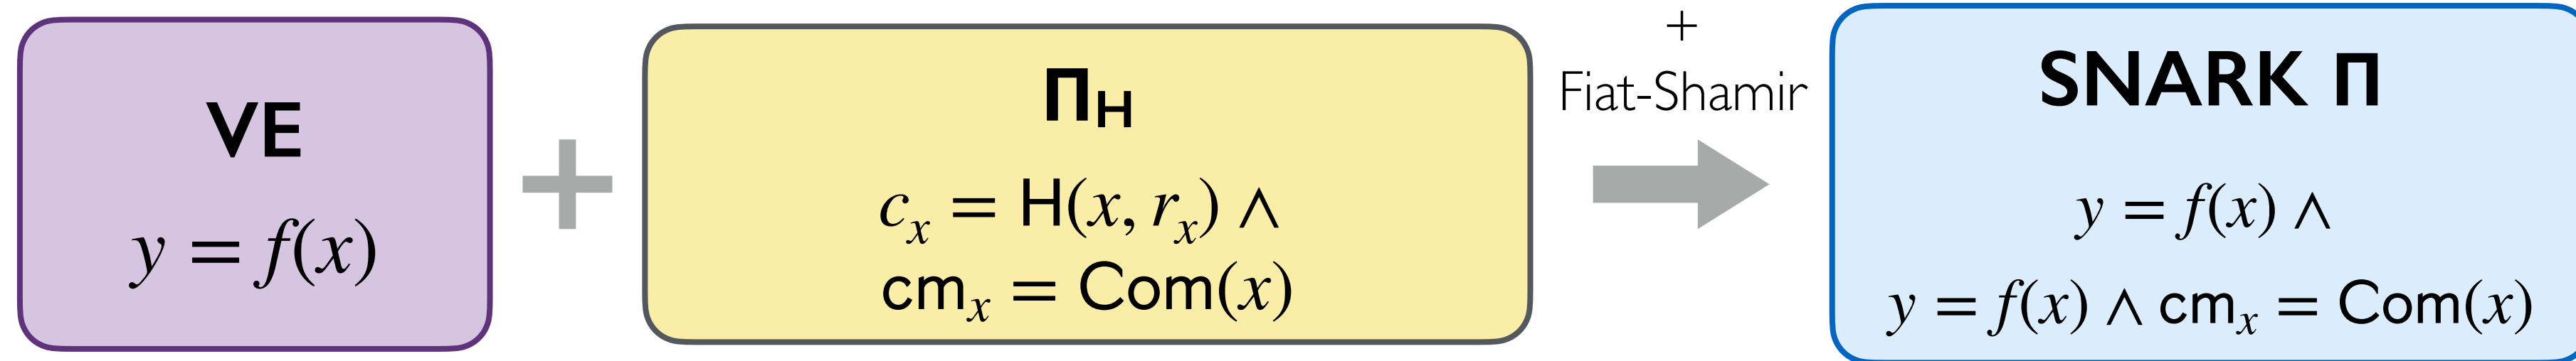 VE
y = f(x)
+
Π_H
c_x = H(x, r_x) ∧
cm_x = Com(x)
+
Fiat-Shamir
SNARK Π
y = f(x) ∧
y = f(x) ∧ cm_x = Com(x)